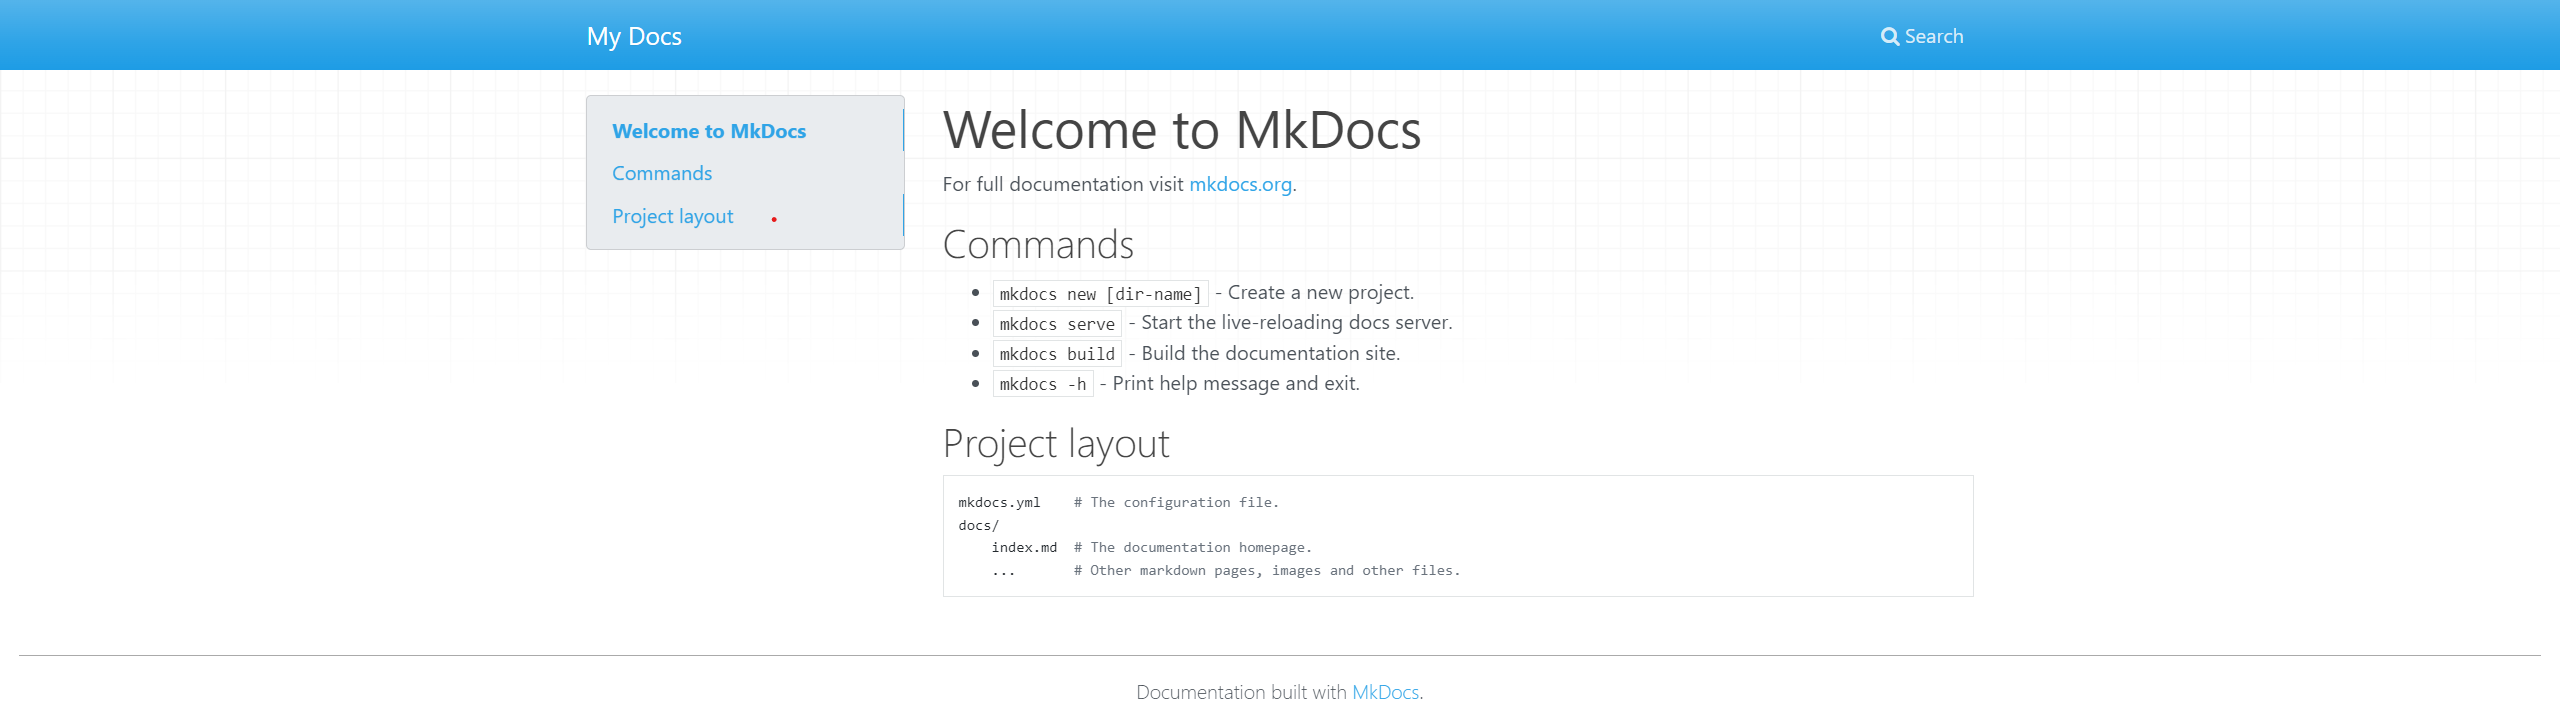 My Docs
Search
Welcome to MkDocs
Commands
Project layout
Welcome to MkDocs
For full documentation visit mkdocs.org.
Commands
mkdocs new [dir-name] - Create a new project.
mkdocs serve - Start the live-reloading docs server.
mkdocs build - Build the documentation site.
mkdocs -h - Print help message and exit.
Project layout
mkdocs.yml    # The configuration file.
docs/
    index.md  # The documentation homepage.
    ...       # Other markdown pages, images and other files.
Documentation built with MkDocs.